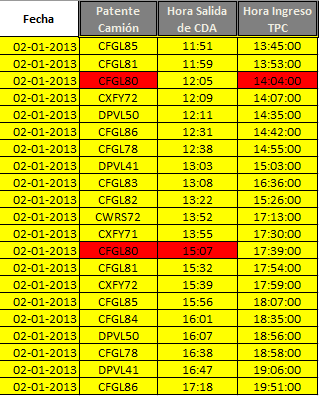 Fecha Patente Camión Hora Salida de CDA Hora Ingreso TPC
02-01-2013 CFGL85 11:51 13:45:00
02-01-2013 CFGL81 11:59 13:53:00
02-01-2013 CFGL80 12:05 14:04:00
02-01-2013 CXFY72 12:09 14:07:00
02-01-2013 DPVL50 12:11 14:35:00
02-01-2013 CFGL86 12:31 14:42:00
02-01-2013 CFGL78 12:38 14:55:00
02-01-2013 DPVL41 13:03 15:03:00
02-01-2013 CFGL83 13:08 16:36:00
02-01-2013 CFGL82 13:22 15:26:00
02-01-2013 CWRS72 13:52 17:13:00
02-01-2013 CXFY71 13:55 17:30:00
02-01-2013 CFGL80 15:07 17:39:00
02-01-2013 CFGL81 15:32 17:54:00
02-01-2013 CXFY72 15:39 17:59:00
02-01-2013 CFGL85 15:56 18:07:00
02-01-2013 CFGL84 16:01 18:35:00
02-01-2013 DPVL50 16:07 18:56:00
02-01-2013 CFGL78 16:38 18:58:00
02-01-2013 DPVL41 16:47 19:06:00
02-01-2013 CFGL86 17:18 19:51:00